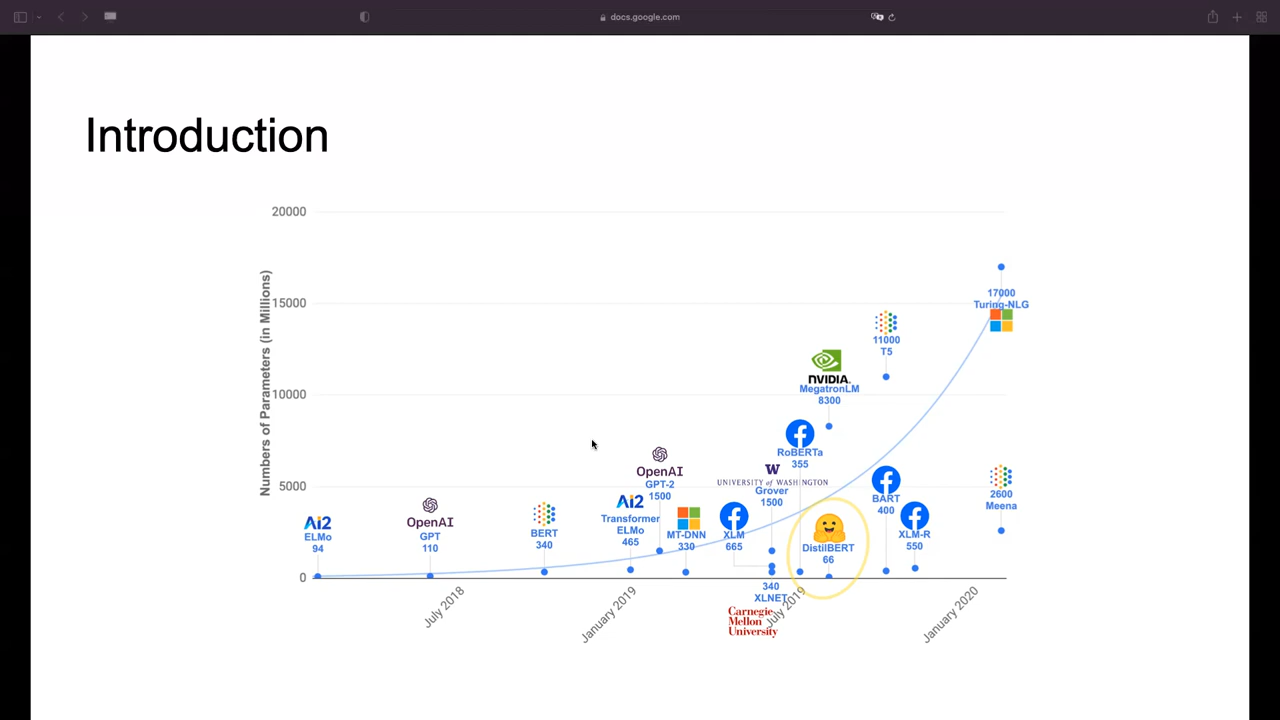 docs.google.com
Introduction
Numbers of Parameters (in Millions)
20000
15000
10000
5000
0
Ai2
ELMo
94
OpenAI
GPT
110
BERT
340
Ai2
Transformer
ELMo
465
OpenAI
GPT-2
1500
MT-DNN
330
XLM
665
W
UNIVERSITY of WASHINGTON
Grover
1500
340
XLNET
Carnegie
Mellon
University
RoBERTa
355
NVIDIA.
MegatronLM
8300
DistilBERT
66
11000
T5
BART
400
XLM-R
550
17000
Turing-NLG
2600
Meena
July 2018
January 2019
July 2019
January 2020